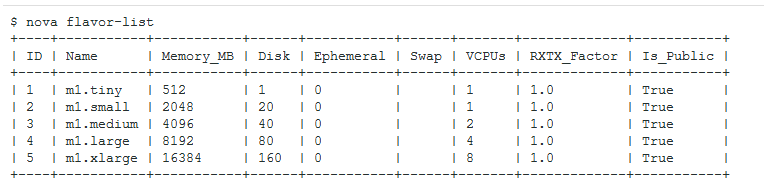 $ nova flavor-list
+----+-----------+-----------+------+-----------+------+-------+-------------+-----------+
| ID | Name      | Memory_MB | Disk | Ephemeral | Swap | VCPUs | RXTX_Factor | Is_Public |
+----+-----------+-----------+------+-----------+------+-------+-------------+-----------+
| 1  | m1.tiny   | 512       | 1    | 0         |      | 1     | 1.0         | True      |
| 2  | m1.small  | 2048      | 20   | 0         |      | 1     | 1.0         | True      |
| 3  | m1.medium | 4096      | 40   | 0         |      | 2     | 1.0         | True      |
| 4  | m1.large  | 8192      | 80   | 0         |      | 4     | 1.0         | True      |
| 5  | m1.xlarge | 16384     | 160  | 0         |      | 8     | 1.0         | True      |
+----+-----------+-----------+------+-----------+------+-------+-------------+-----------+